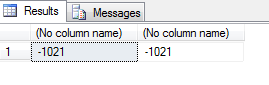 Results Messages
(No column name) (No column name)
1 -1021 -1021